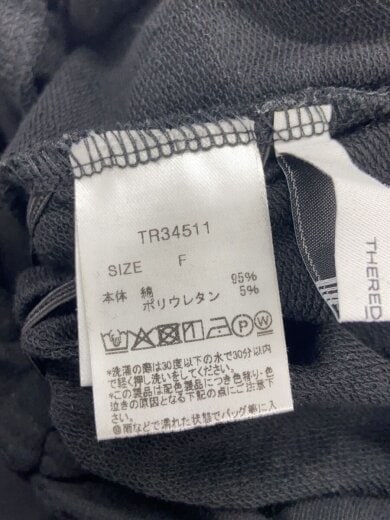 TR34511
SIZE F
本体 綿 95%
ポリウレタン 5%
*洗濯の際は30度以下の水で30分以内
で軽く押し洗いをしてください。
*この製品は配色製品につき色移り・色
泣きの原因となる下記の点にご注意下
さい。
●雨などで濡れた状態でバッグ等に入
THERED